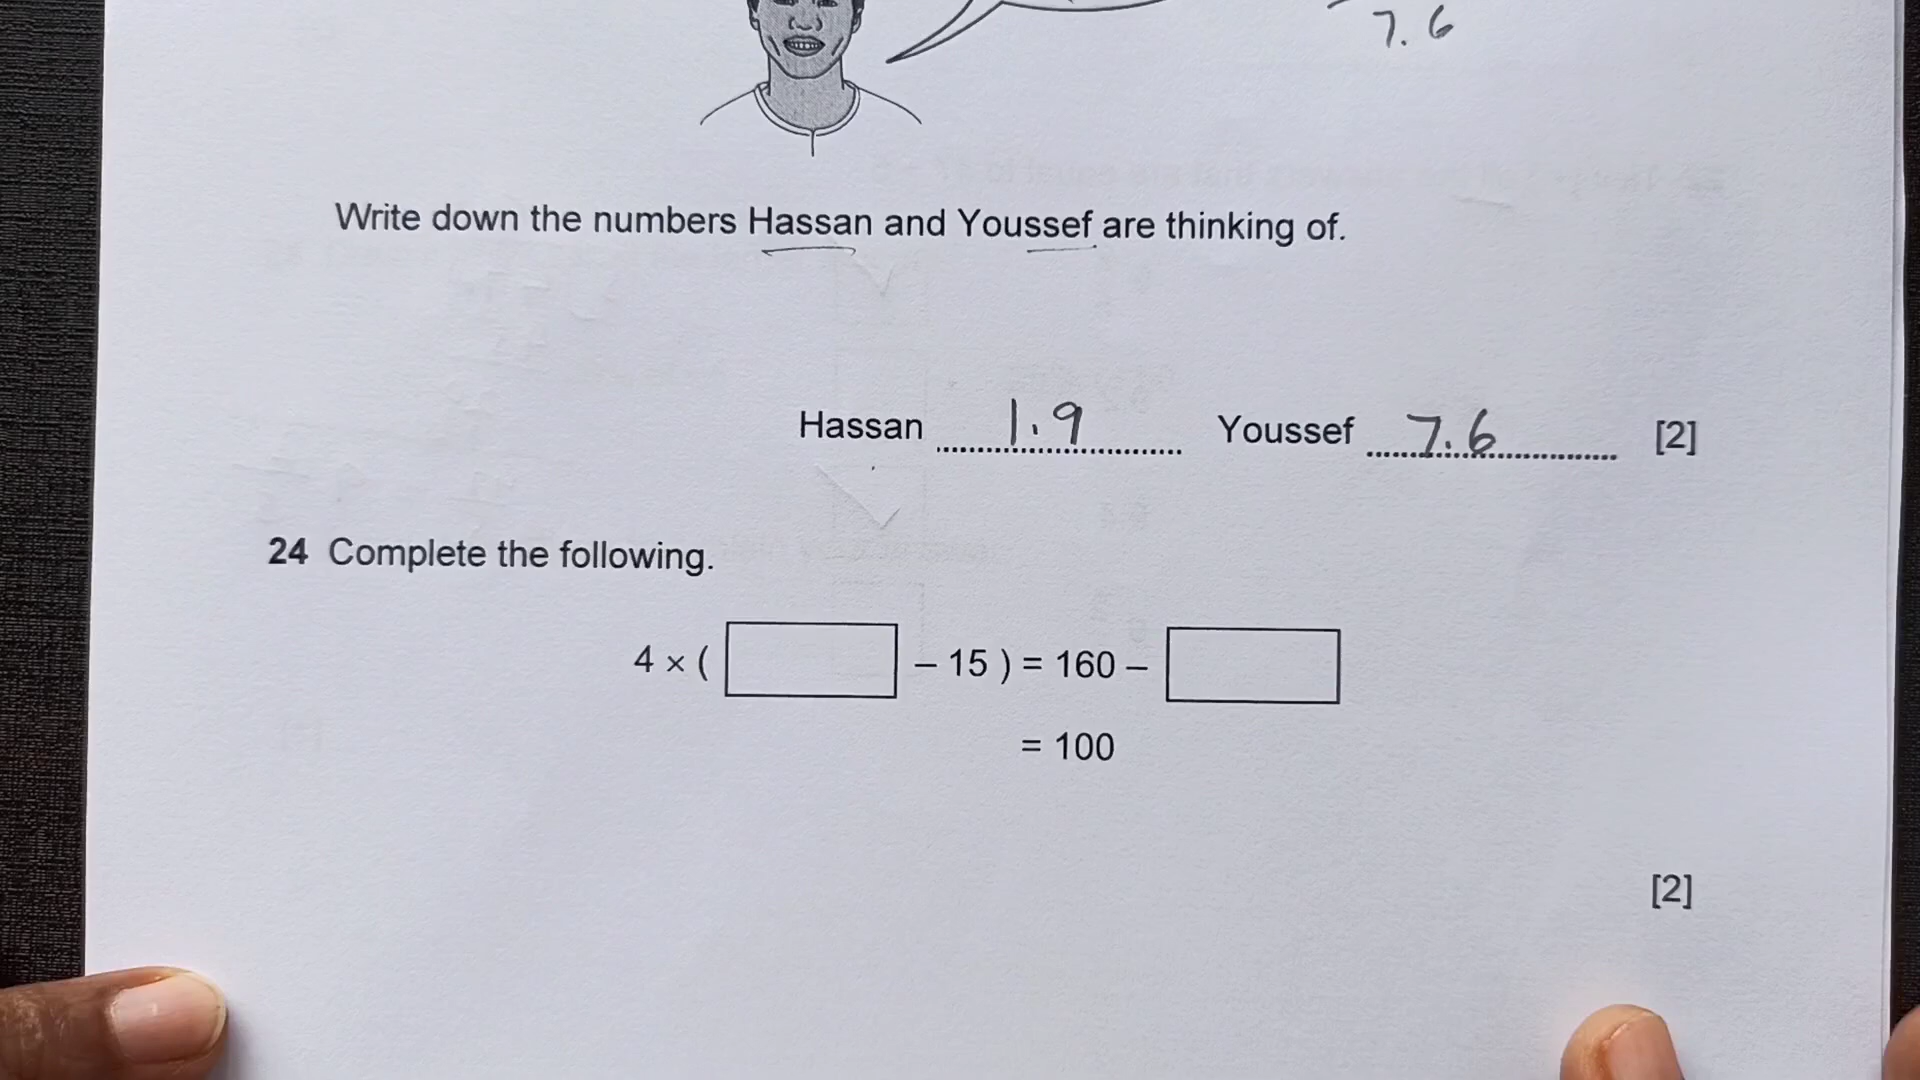 7.6
Write down the numbers Hassan and Youssef are thinking of.
Hassan 1.9 Youssef 7.6 [2]
24 Complete the following.
4 × ( – 15 ) = 160 –
= 100
[2]